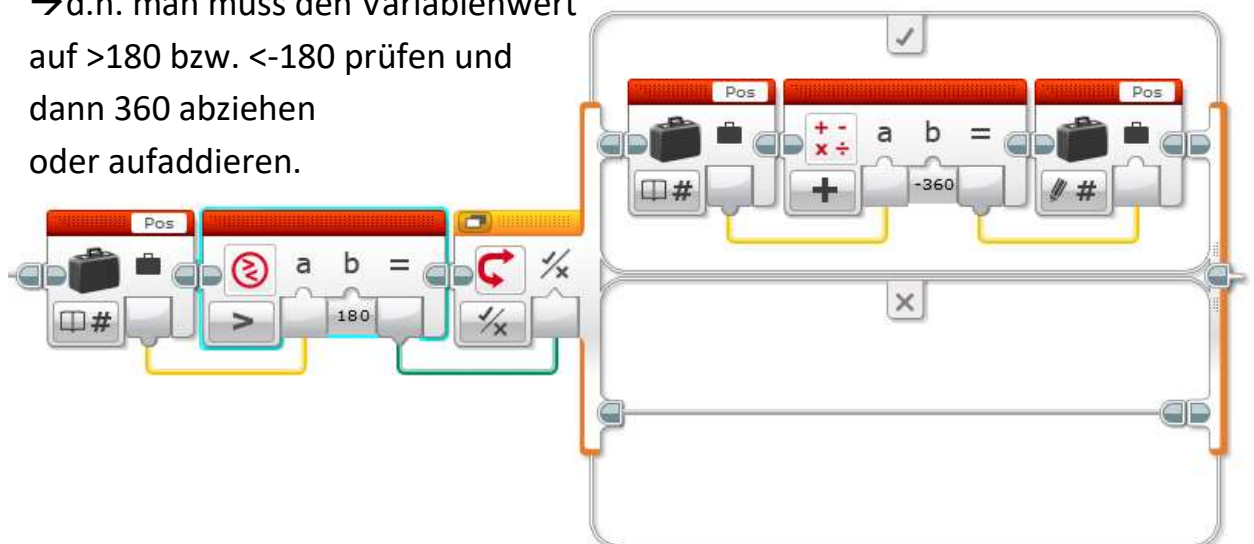 →d.h. man muss den Variablenwert
auf >180 bzw. <-180 prüfen und
dann 360 abziehen
oder aufaddieren.
Pos
Pos
a b =
+
-360
#
#
Pos
a b =
#
>
180